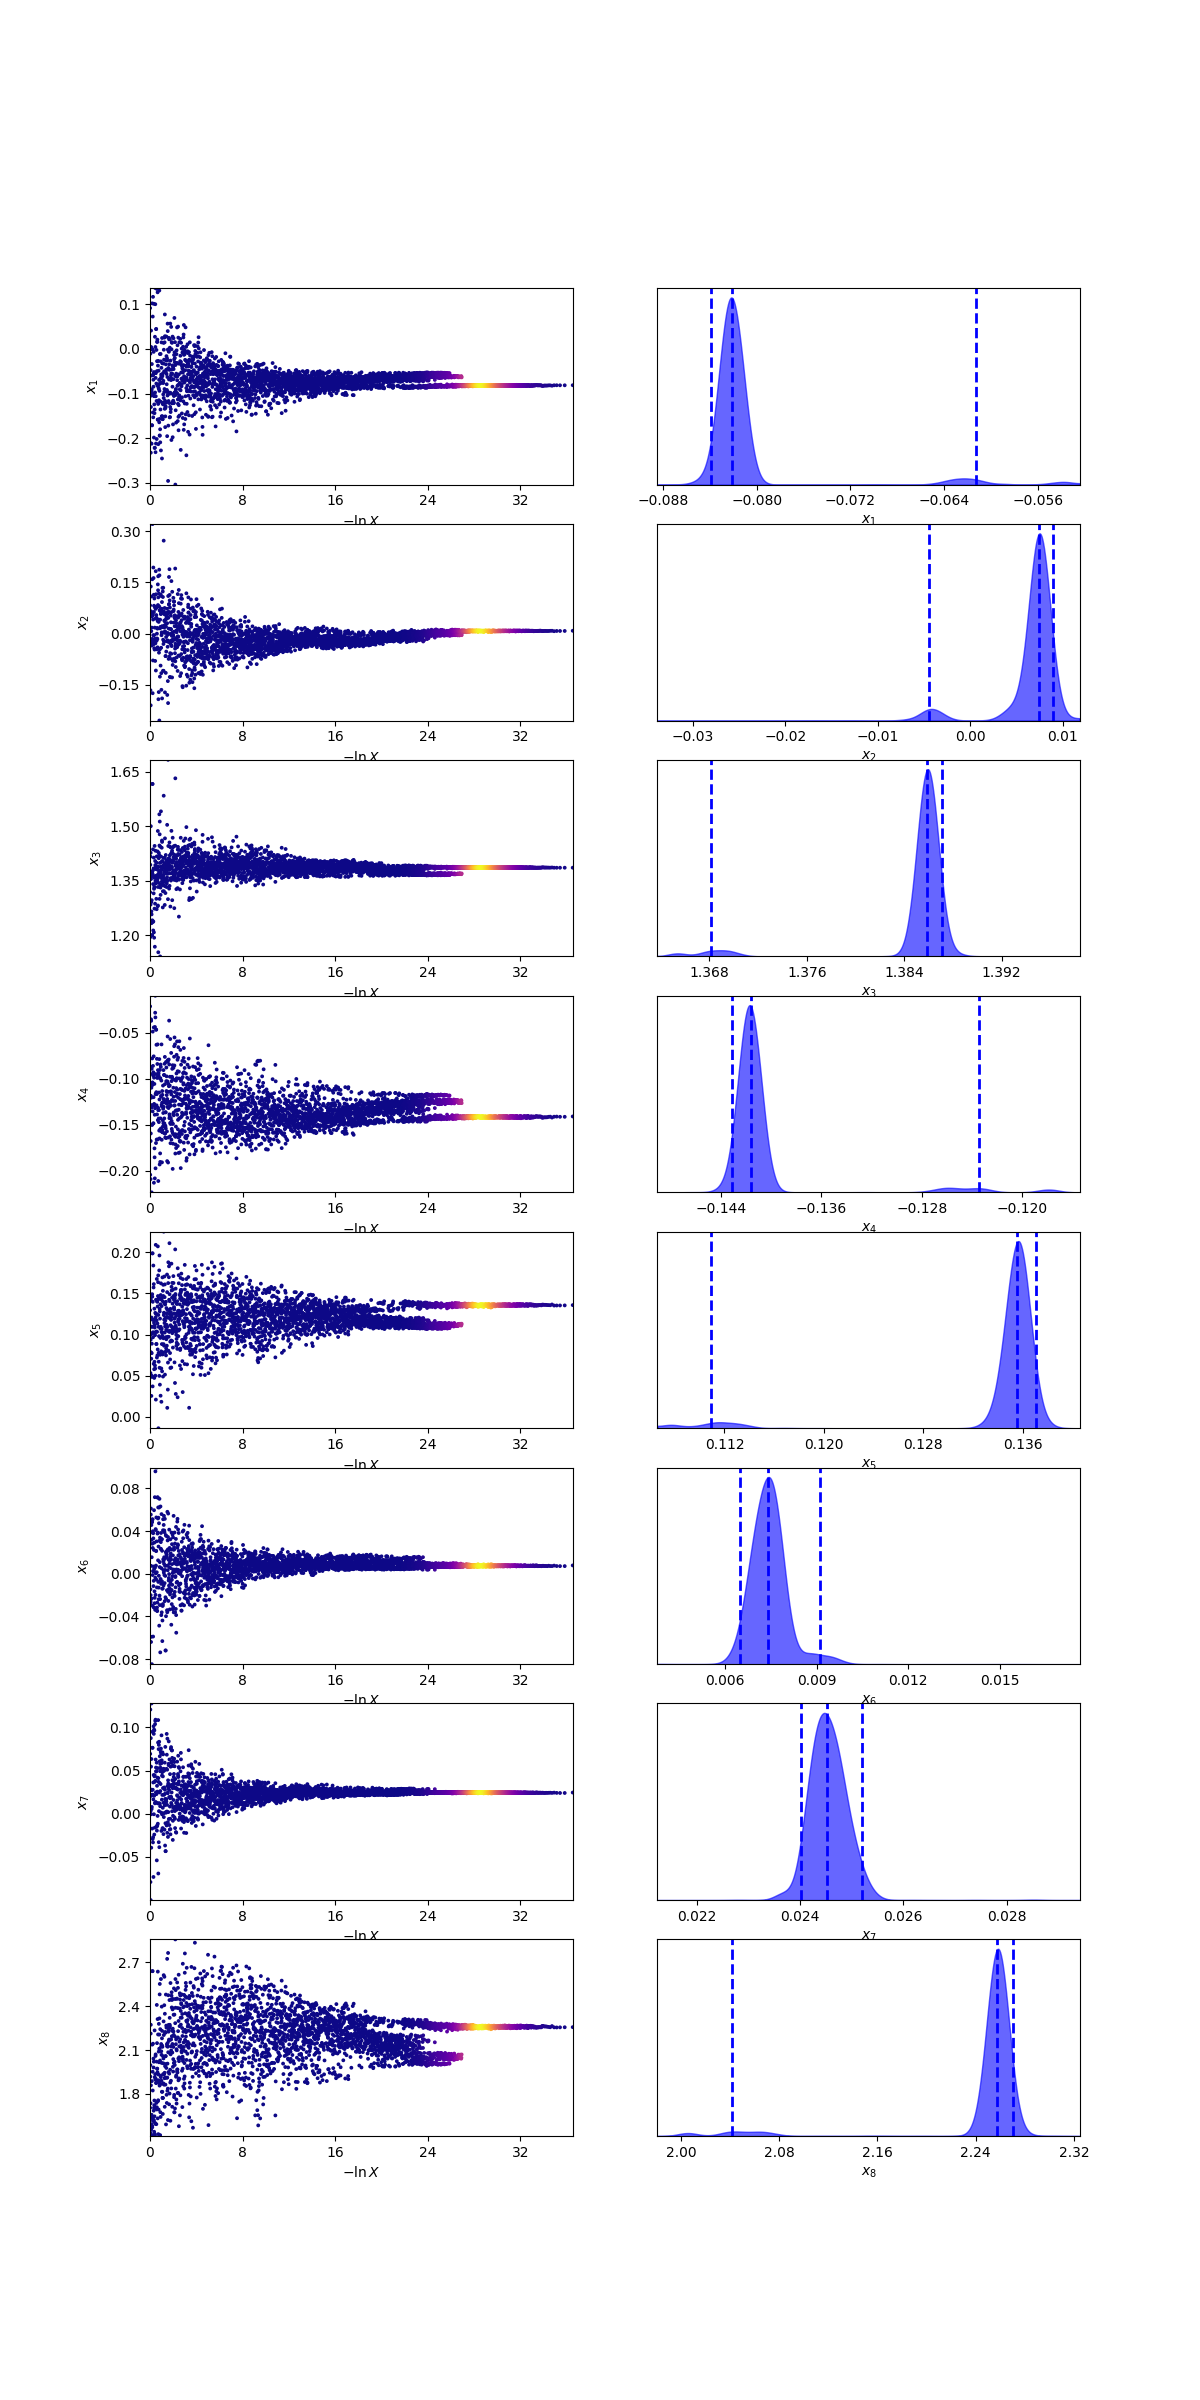 0.1
0.0
−0.1
−0.2
−0.3
x₁
0 8 16 24 32
−ln X
−0.088 −0.080 −0.072 −0.064 −0.056
x₁
0.30
0.15
0.00
−0.15
x₂
0 8 16 24 32
−ln X
−0.03 −0.02 −0.01 0.00 0.01
x₂
1.65
1.50
1.35
1.20
x₃
0 8 16 24 32
−ln X
1.368 1.376 1.384 1.392
x₃
−0.05
−0.10
−0.15
−0.20
x₄
0 8 16 24 32
−ln X
−0.144 −0.136 −0.128 −0.120
x₄
0.20
0.15
0.10
0.05
0.00
x₅
0 8 16 24 32
−ln X
0.112 0.120 0.128 0.136
x₅
0.08
0.04
0.00
−0.04
−0.08
x₆
0 8 16 24 32
−ln X
0.006 0.009 0.012 0.015
x₆
0.10
0.05
0.00
−0.05
x₇
0 8 16 24 32
−ln X
0.022 0.024 0.026 0.028
x₇
2.7
2.4
2.1
1.8
x₈
0 8 16 24 32
−ln X
2.00 2.08 2.16 2.24 2.32
x₈